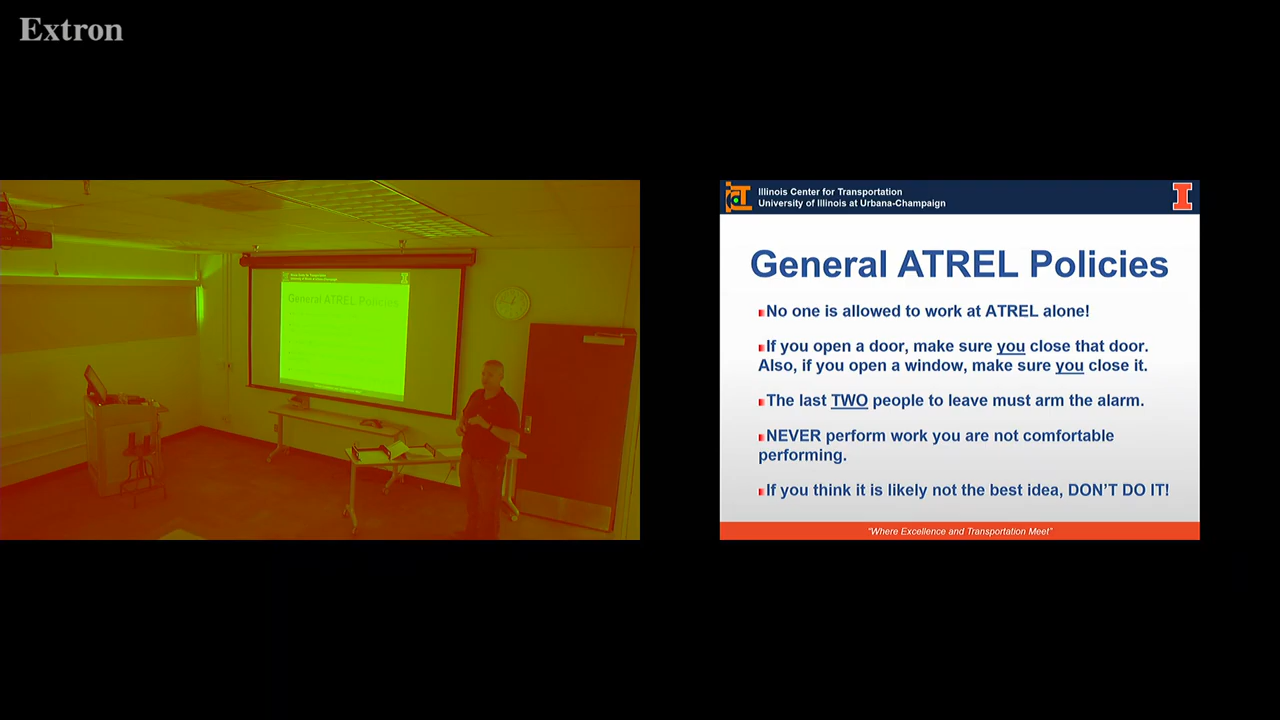 Extron
General ATREL Policies
Illinois Center for Transportation
University of Illinois at Urbana-Champaign
General ATREL Policies
No one is allowed to work at ATREL alone!
If you open a door, make sure you close that door.
Also, if you open a window, make sure you close it.
The last TWO people to leave must arm the alarm.
NEVER perform work you are not comfortable
performing.
If you think it is likely not the best idea, DON'T DO IT!
"Where Excellence and Transportation Meet"